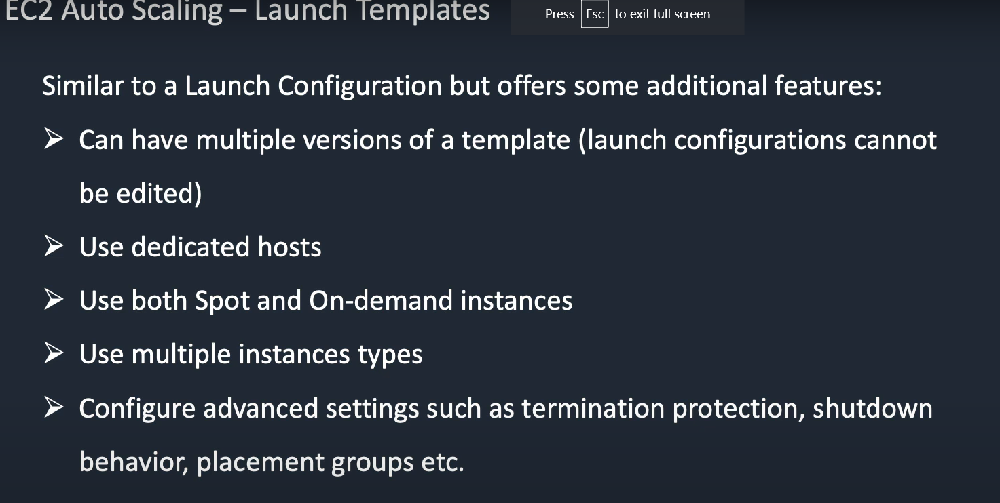 EC2 Auto Scaling – Launch Templates
Press Esc to exit full screen
Similar to a Launch Configuration but offers some additional features:
➤ Can have multiple versions of a template (launch configurations cannot
be edited)
➤ Use dedicated hosts
➤ Use both Spot and On-demand instances
➤ Use multiple instances types
➤ Configure advanced settings such as termination protection, shutdown
behavior, placement groups etc.